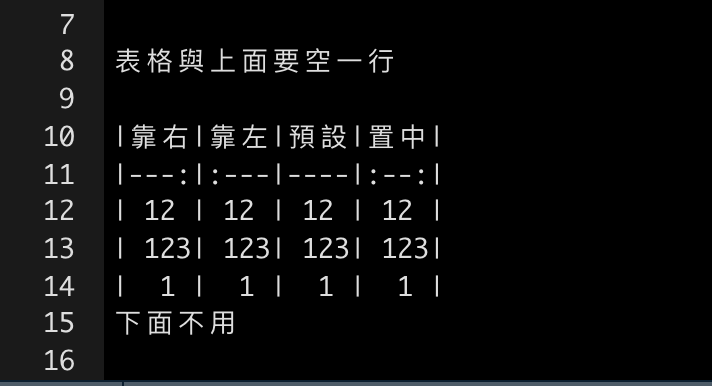 7
8 表格與上面要空一行
9
10 |靠右|靠左|預設|置中|
11 |---:|:---|----|:--:|
12 | 12 | 12 | 12 | 12 |
13 | 123| 123| 123| 123|
14 |  1 |  1 |  1 |  1 |
15 下面不用
16